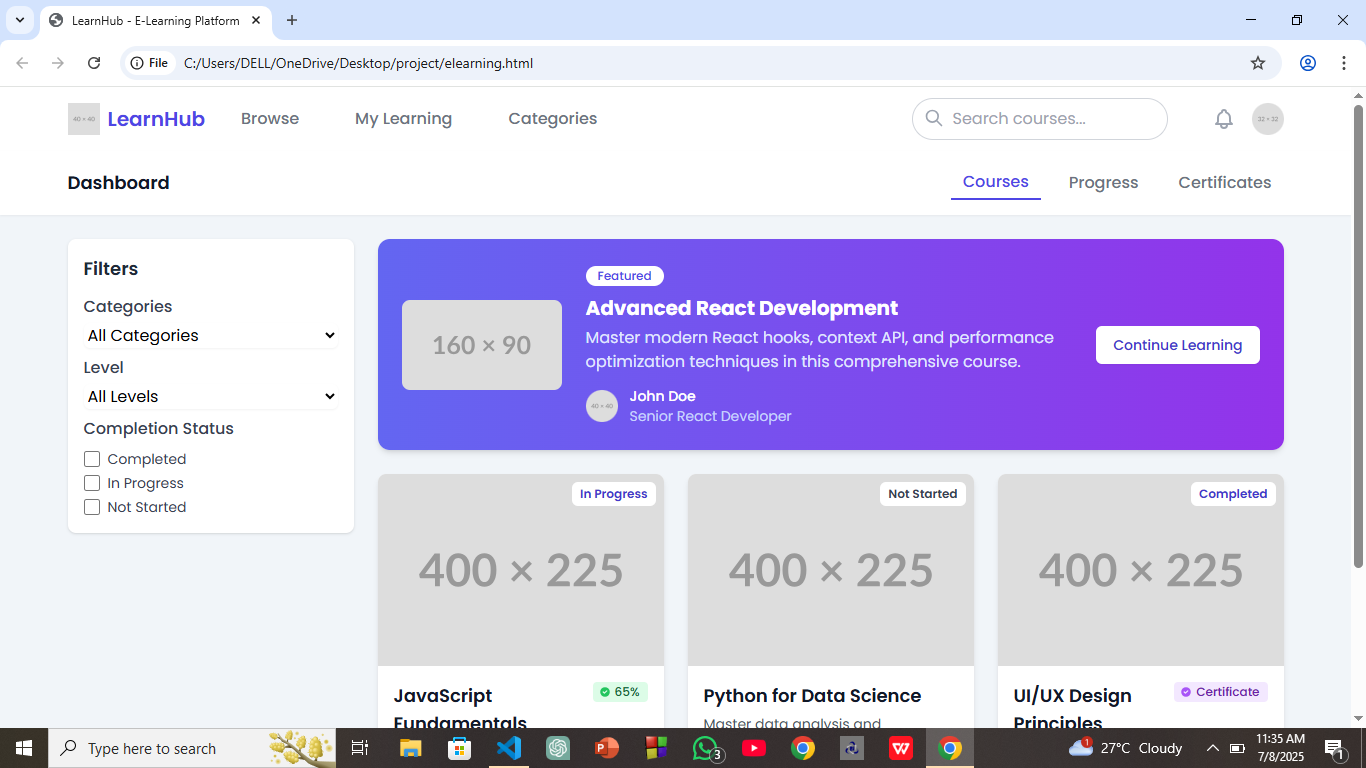 LearnHub - E-Learning Platform
File
C:/Users/DELL/OneDrive/Desktop/project/elearning.html
40 × 40
LearnHub
Browse
My Learning
Categories
Search courses...
32 × 32
Dashboard
Courses
Progress
Certificates
Filters
Categories
All Categories
Level
All Levels
Completion Status
Completed
In Progress
Not Started
160 × 90
Featured
Advanced React Development
Master modern React hooks, context API, and performance
optimization techniques in this comprehensive course.
40 × 40
John Doe
Senior React Developer
Continue Learning
In Progress
400 × 225
JavaScript
Fundamentals
65%
Not Started
400 × 225
Python for Data Science
Master data analysis and
Completed
400 × 225
UI/UX Design
Principles
Certificate
Type here to search
3
1
27°C Cloudy
11:35 AM
7/8/2025
1